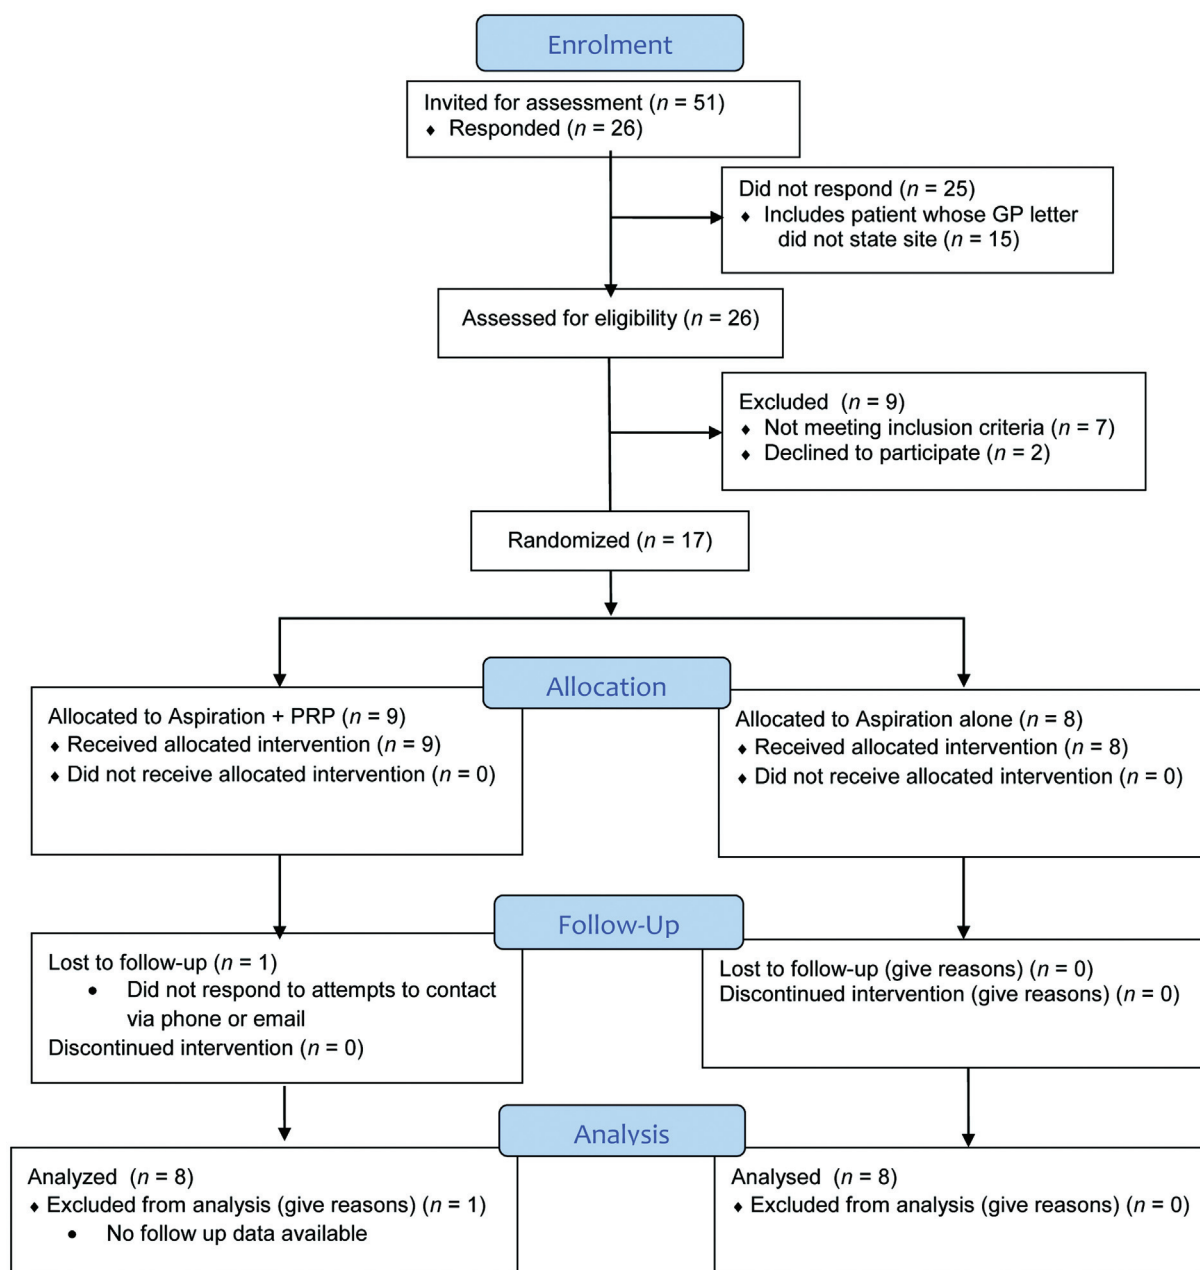 Enrolment
Invited for assessment (n = 51)
♦ Responded (n = 26)
Did not respond (n = 25)
♦ Includes patient whose GP letter
did not state site (n = 15)
Assessed for eligibility (n = 26)
Excluded (n = 9)
♦ Not meeting inclusion criteria (n = 7)
♦ Declined to participate (n = 2)
Randomized (n = 17)
Allocation
Allocated to Aspiration + PRP (n = 9)
♦ Received allocated intervention (n = 9)
♦ Did not receive allocated intervention (n = 0)
Allocated to Aspiration alone (n = 8)
♦ Received allocated intervention (n = 8)
♦ Did not receive allocated intervention (n = 0)
Follow-Up
Lost to follow-up (n = 1)
• Did not respond to attempts to contact
via phone or email
Discontinued intervention (n = 0)
Lost to follow-up (give reasons) (n = 0)
Discontinued intervention (give reasons) (n = 0)
Analysis
Analyzed (n = 8)
♦ Excluded from analysis (give reasons) (n = 1)
• No follow up data available
Analysed (n = 8)
♦ Excluded from analysis (give reasons) (n = 0)